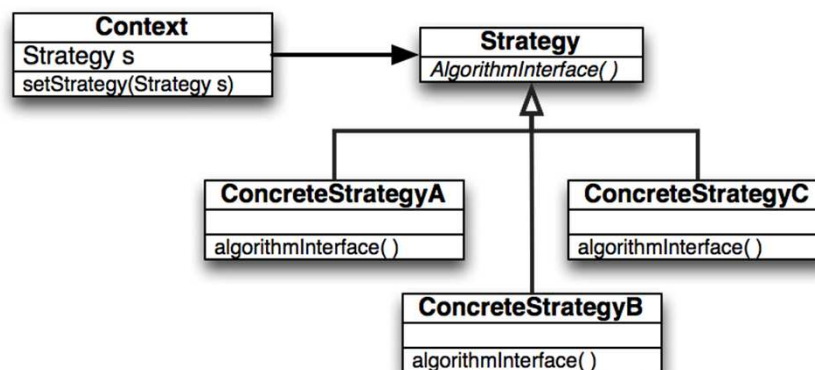 Context
Strategy s
setStrategy(Strategy s)
Strategy
AlgorithmInterface( )
ConcreteStrategyA
algorithmInterface( )
ConcreteStrategyC
algorithmInterface( )
ConcreteStrategyB
algorithmInterface( )